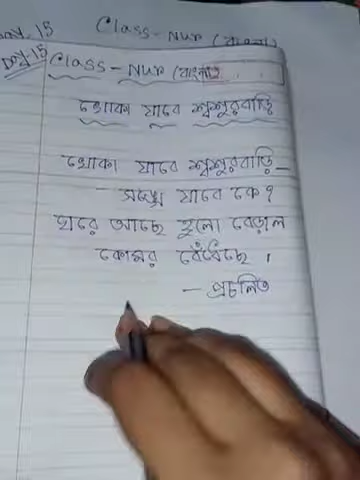 Day. 15 Class - Nur (বাংলা)
Day. 15 Class - Nur (বাংলা)
খোকা যাবে শ্বশুরবাড়ি
খোকা যাবে শ্বশুরবাড়ি —
সঙ্গে যাবে কে ?
ঘরে আছে হুলো বেড়াল
কোমর বেঁধেছে ।
— প্রচলিত